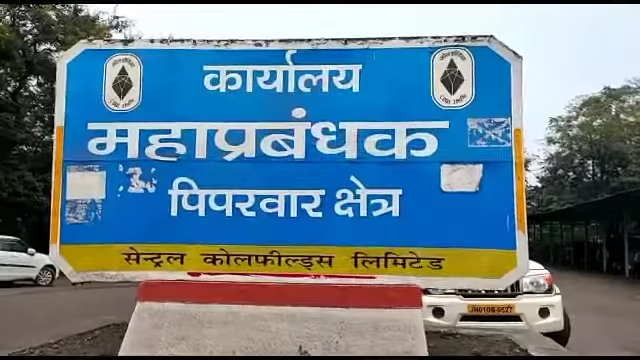 कार्यालय
महाप्रबंधक
पिपरवार क्षेत्र
सेन्ट्रल कोलफील्ड्स लिमिटेड